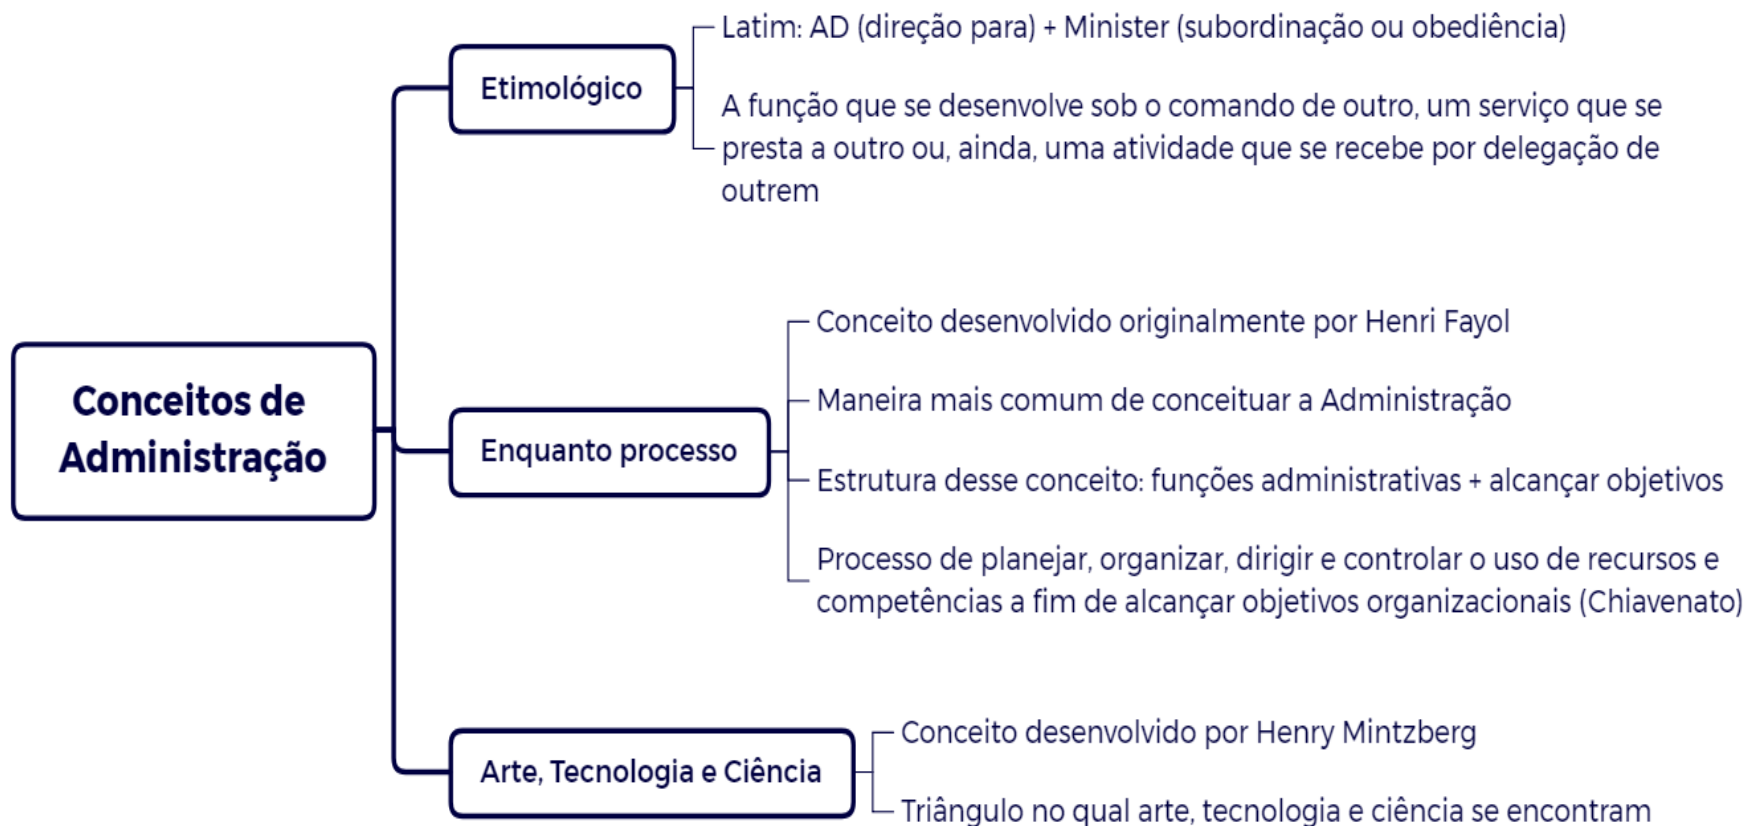 Latim: AD (direção para) + Minister (subordinação ou obediência)
Etimológico
A função que se desenvolve sob o comando de outro, um serviço que se
presta a outro ou, ainda, uma atividade que se recebe por delegação de
outrem
Conceitos de
Administração
Conceito desenvolvido originalmente por Henri Fayol
Maneira mais comum de conceituar a Administração
Enquanto processo
Estrutura desse conceito: funções administrativas + alcançar objetivos
Processo de planejar, organizar, dirigir e controlar o uso de recursos e
competências a fim de alcançar objetivos organizacionais (Chiavenato)
Conceito desenvolvido por Henry Mintzberg
Arte, Tecnologia e Ciência
Triângulo no qual arte, tecnologia e ciência se encontram